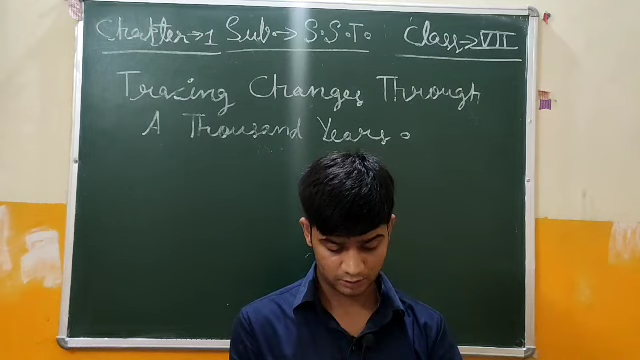 Chapter→1 Sub.→ S.S.T. Class→VII
Tracing Changes Through
A Thousand Years.